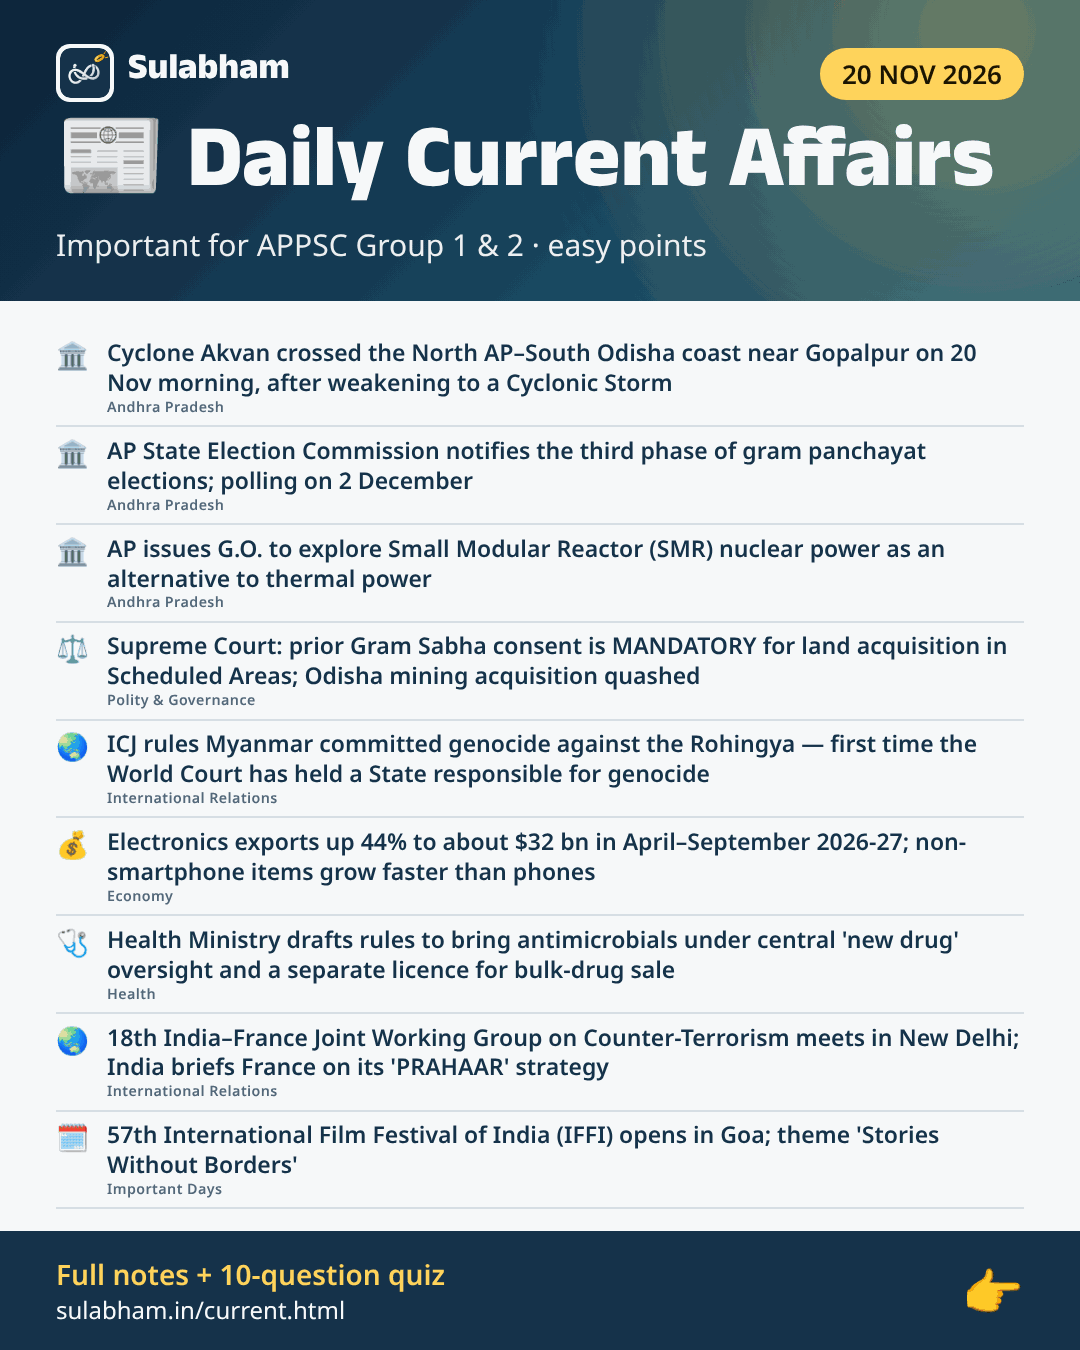 Sulabham
20 NOV 2026
Daily Current Affairs
Important for APPSC Group 1 & 2 · easy points
Cyclone Akvan crossed the North AP–South Odisha coast near Gopalpur on 20
Nov morning, after weakening to a Cyclonic Storm
Andhra Pradesh
AP State Election Commission notifies the third phase of gram panchayat
elections; polling on 2 December
Andhra Pradesh
AP issues G.O. to explore Small Modular Reactor (SMR) nuclear power as an
alternative to thermal power
Andhra Pradesh
Supreme Court: prior Gram Sabha consent is MANDATORY for land acquisition in
Scheduled Areas; Odisha mining acquisition quashed
Polity & Governance
ICJ rules Myanmar committed genocide against the Rohingya — first time the
World Court has held a State responsible for genocide
International Relations
Electronics exports up 44% to about $32 bn in April–September 2026-27; non-
smartphone items grow faster than phones
Economy
Health Ministry drafts rules to bring antimicrobials under central 'new drug'
oversight and a separate licence for bulk-drug sale
Health
18th India–France Joint Working Group on Counter-Terrorism meets in New Delhi;
India briefs France on its 'PRAHAAR' strategy
International Relations
57th International Film Festival of India (IFFI) opens in Goa; theme 'Stories
Without Borders'
Important Days
Full notes + 10-question quiz
sulabham.in/current.html